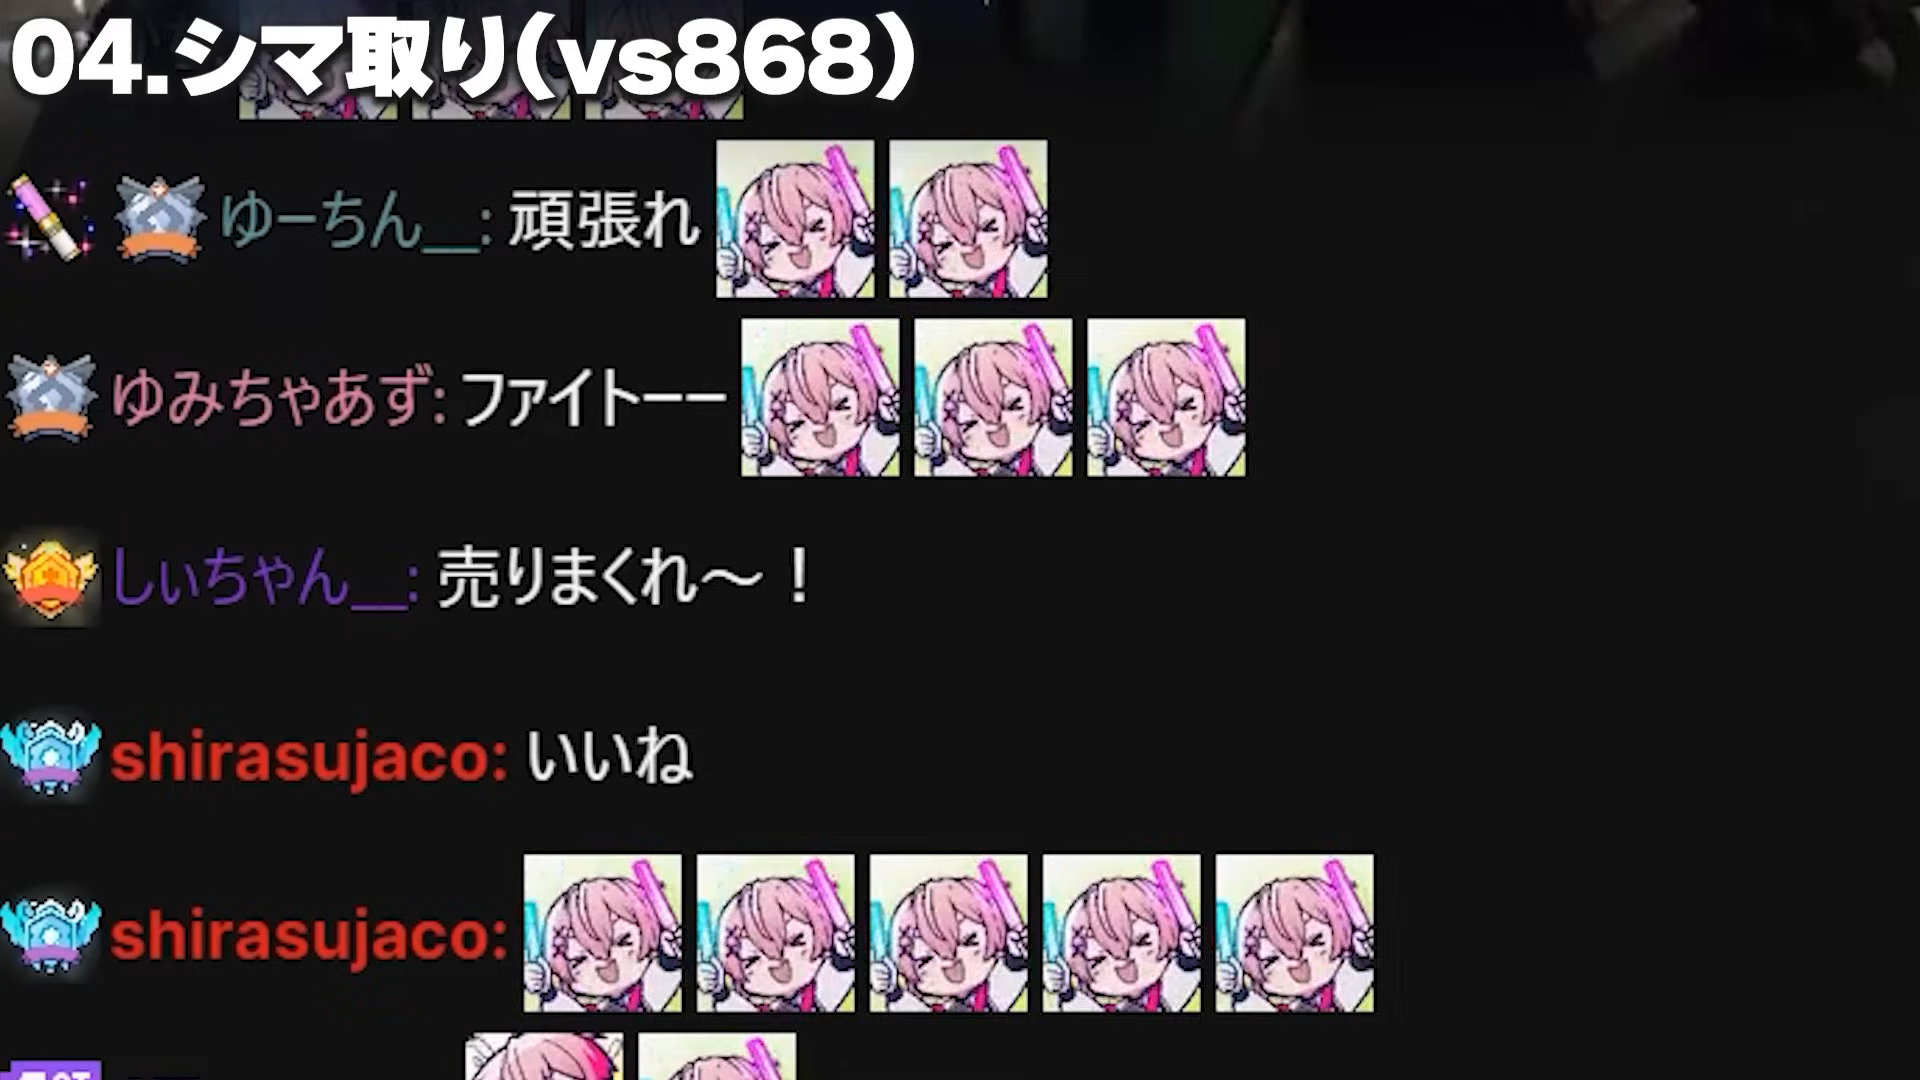 04.シマ取り(vs868)
ゆーちん__: 頑張れ
ゆみちゃあず: ファイトーー
しぃちゃん__: 売りまくれ～！
shirasujaco: いいね
shirasujaco: